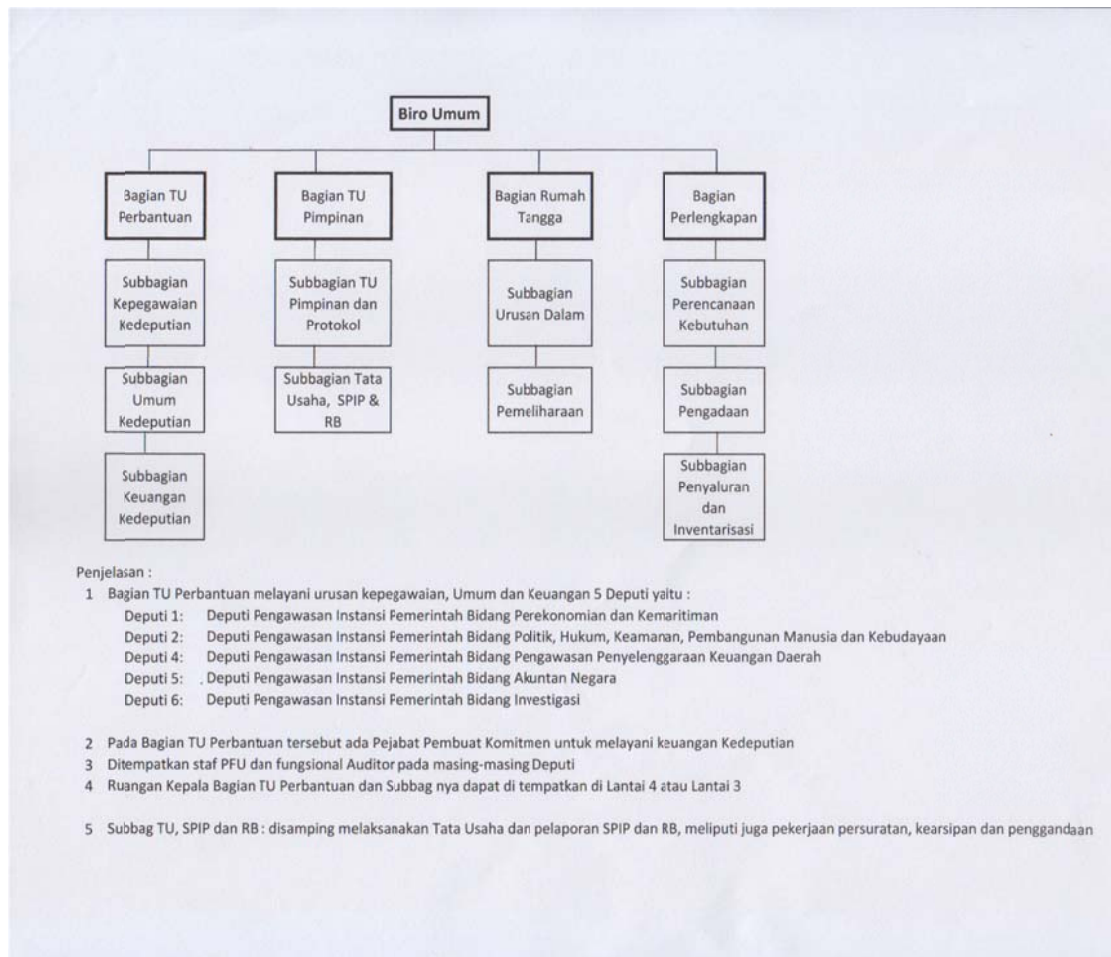 Biro Umum
Bagian TU
Perbantuan
Bagian TU
Pimpinan
Bagian Rumah
Tangga
Bagian
Perlengkapan
Subbagian
Kepegawaian
Kedeputian
Subbagian TU
Pimpinan dan
Protokol
Subbagian
Urusan Dalam
Subbagian
Perencanaan
Kebutuhan
Subbagian
Umum
Kedeputian
Subbagian Tata
Usaha, SPIP &
RB
Subbagian
Pemeliharaan
Subbagian
Pengadaan
Subbagian
Keuangan
Kedeputian
Subbagian
Penyaluran
dan
Inventarisasi
Penjelasan :
1 Bagian TU Perbantuan melayani urusan kepegawaian, Umum dan Keuangan 5 Deputi yaitu :
Deputi 1: Deputi Pengawasan Instansi Pemerintah Bidang Perekonomian dan Kemaritiman
Deputi 2: Deputi Pengawasan Instansi Pemerintah Bidang Politik, Hukum, Keamanan, Pembangunan Manusia dan Kebudayaan
Deputi 4: Deputi Pengawasan Instansi Pemerintah Bidang Pengawasan Penyelenggaraan Keuangan Daerah
Deputi 5: Deputi Pengawasan Instansi Pemerintah Bidang Akuntan Negara
Deputi 6: Deputi Pengawasan Instansi Pemerintah Bidang Investigasi
2 Pada Bagian TU Perbantuan tersebut ada Pejabat Pembuat Komitmen untuk melayani keuangan Kedeputian
3 Ditempatkan staf PFU dan fungsional Auditor pada masing-masing Deputi
4 Ruangan Kepala Bagian TU Perbantuan dan Subbag nya dapat di tempatkan di Lantai 4 atau Lantai 3
5 Subbag TU, SPIP dan RB : disamping melaksanakan Tata Usaha dan pelaporan SPIP dan RB, meliputi juga pekerjaan persuratan, kearsipan dan penggandaan